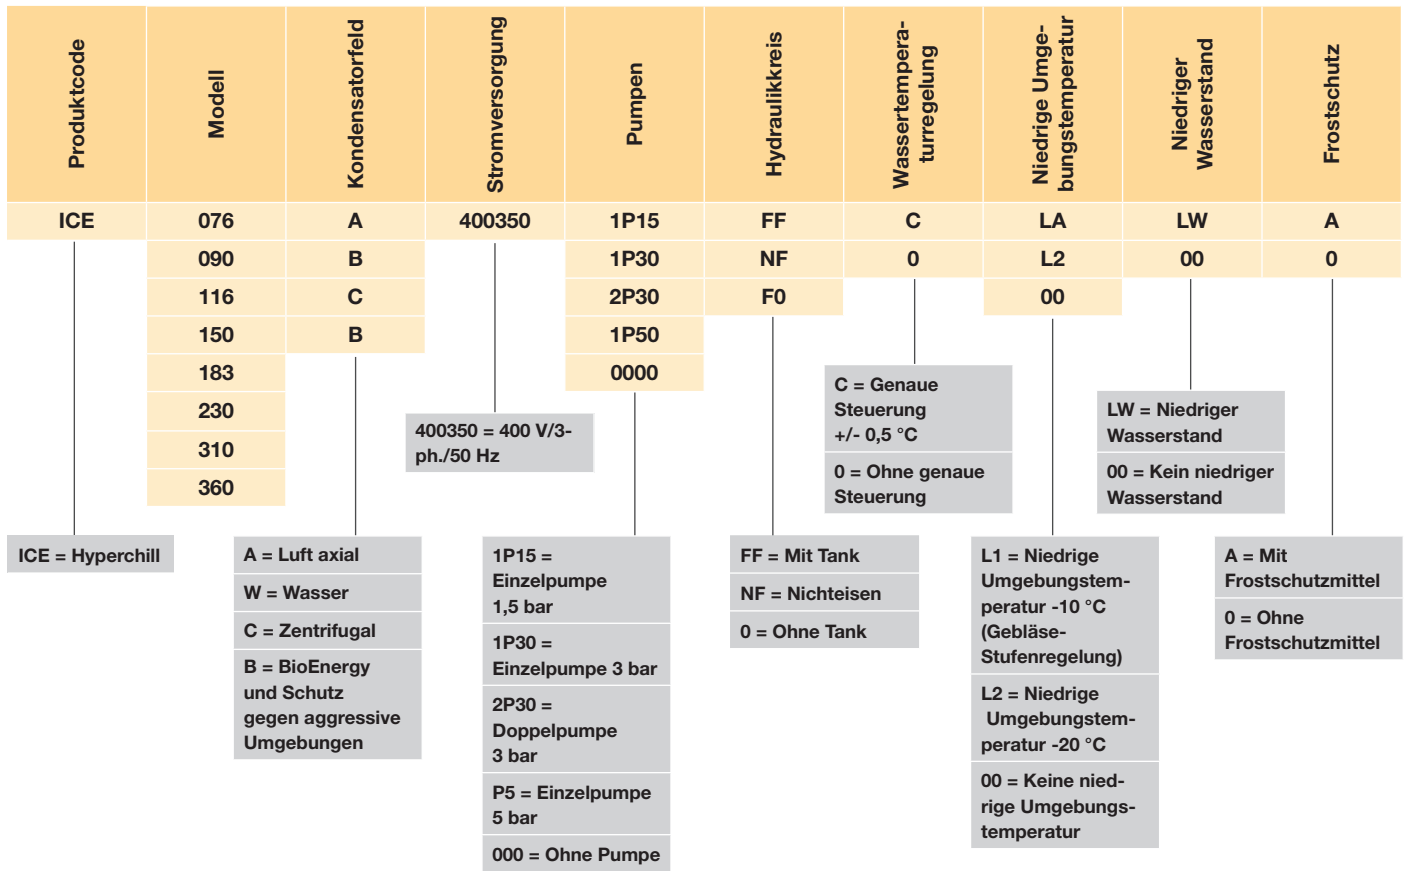 Produktcode
Modell
Kondensatorfeld
Stromversorgung
Pumpen
Hydraulikkreis
Wassertempera-
turregelung
Niedrige Umge-
bungstemperatur
Niedriger
Wasserstand
Frostschutz
ICE 076 A 400350 1P15 FF C LA LW A
090 B 1P30 NF 0 L2 00 0
116 C 2P30 F0 00
150 B 1P50
183 0000
230
310
360
400350 = 400 V/3-
ph./50 Hz
C = Genaue
Steuerung
+/- 0,5 °C
0 = Ohne genaue
Steuerung
LW = Niedriger
Wasserstand
00 = Kein niedriger
Wasserstand
ICE = Hyperchill
A = Luft axial
W = Wasser
C = Zentrifugal
B = BioEnergy
und Schutz
gegen aggressive
Umgebungen
1P15 =
Einzelpumpe
1,5 bar
1P30 =
Einzelpumpe 3 bar
2P30 =
Doppelpumpe
3 bar
P5 = Einzelpumpe
5 bar
000 = Ohne Pumpe
FF = Mit Tank
NF = Nichteisen
0 = Ohne Tank
L1 = Niedrige
Umgebungstem-
peratur -10 °C
(Gebläse-
Stufenregelung)
L2 = Niedrige
Umgebungstem-
peratur -20 °C
00 = Keine nied-
rige Umgebungs-
temperatur
A = Mit
Frostschutzmittel
0 = Ohne
Frostschutzmittel